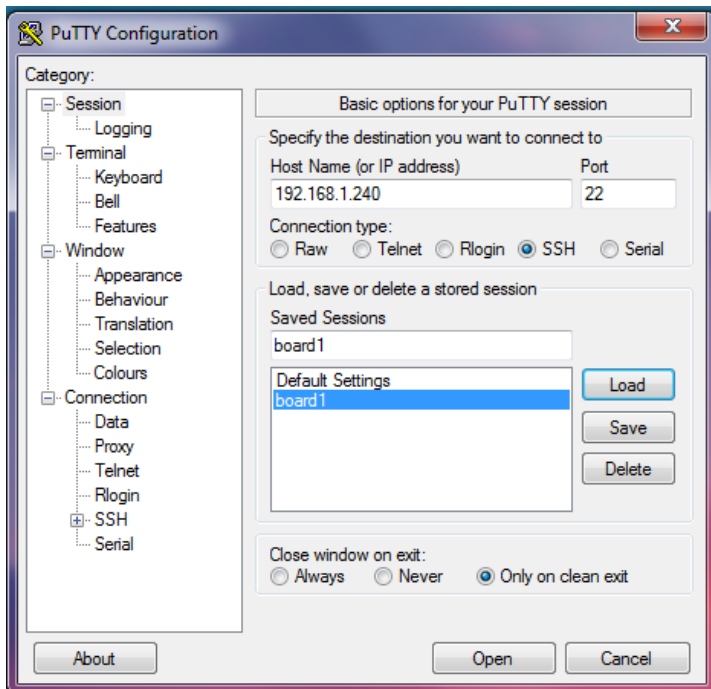 PuTTY Configuration
Category:
Session
Logging
Terminal
Keyboard
Bell
Features
Window
Appearance
Behaviour
Translation
Selection
Colours
Connection
Data
Proxy
Telnet
Rlogin
SSH
Serial
Basic options for your PuTTY session
Specify the destination you want to connect to
Host Name (or IP address) Port
192.168.1.240 22
Connection type:
Raw Telnet Rlogin SSH Serial
Load, save or delete a stored session
Saved Sessions
board1
Default Settings
board1
Load
Save
Delete
Close window on exit:
Always Never Only on clean exit
About Open Cancel